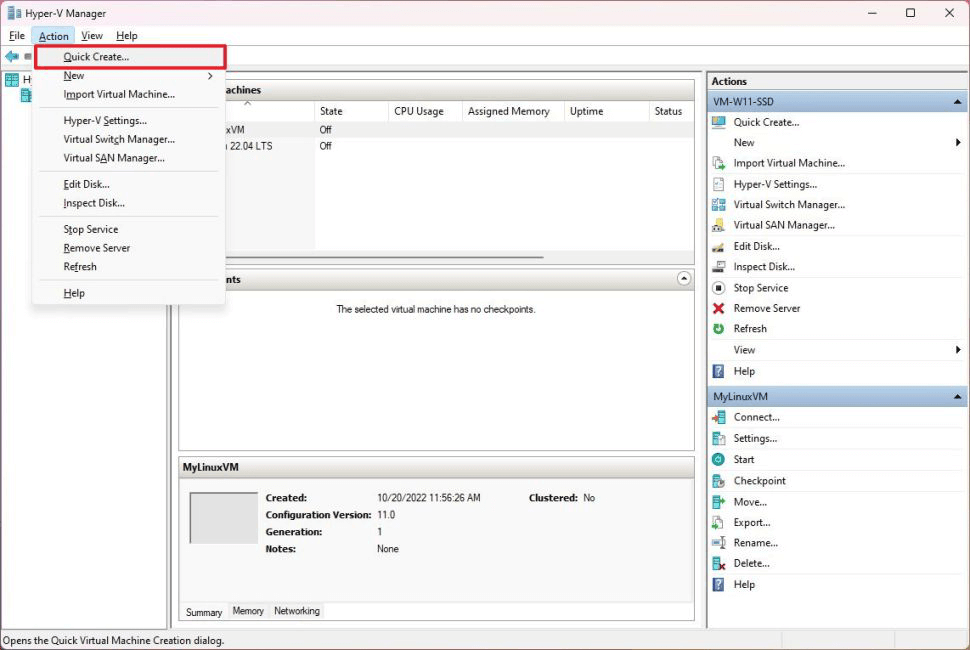 Hyper-V Manager
File Action View Help
Quick Create...
New
Import Virtual Machine...
Hyper-V Settings...
Virtual Switch Manager...
Virtual SAN Manager...
Edit Disk...
Inspect Disk...
Stop Service
Remove Server
Refresh
Help
Hy
achines
State CPU Usage Assigned Memory Uptime Status
xVM Off
22.04 LTS Off
nts
The selected virtual machine has no checkpoints.
MyLinuxVM
Created: 10/20/2022 11:56:26 AM Clustered: No
Configuration Version: 11.0
Generation: 1
Notes: None
Summary Memory Networking
Actions
VM-W11-SSD
Quick Create...
New
Import Virtual Machine...
Hyper-V Settings...
Virtual Switch Manager...
Virtual SAN Manager...
Edit Disk...
Inspect Disk...
Stop Service
Remove Server
Refresh
View
Help
MyLinuxVM
Connect...
Settings...
Start
Checkpoint
Move...
Export...
Rename...
Delete...
Help
Opens the Quick Virtual Machine Creation dialog.